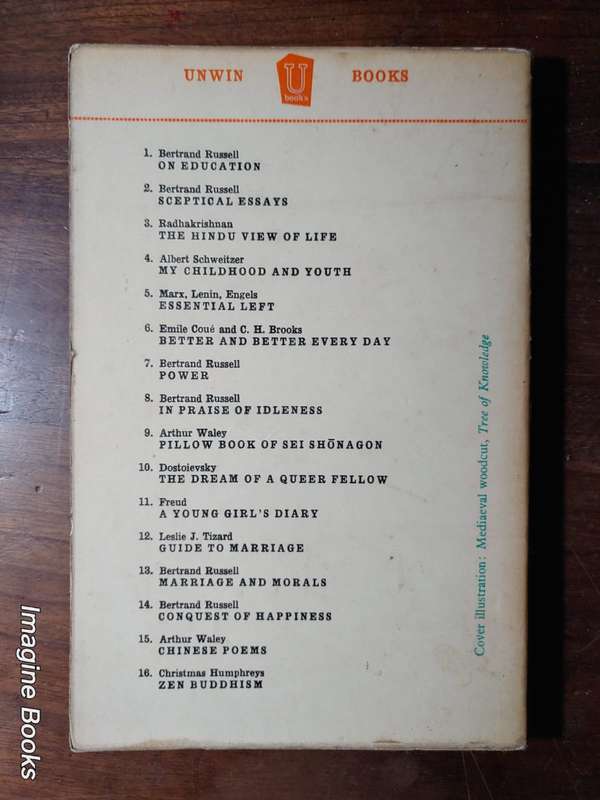 UNWIN U BOOKS
books
1. Bertrand Russell
ON EDUCATION
2. Bertrand Russell
SCEPTICAL ESSAYS
3. Radhakrishnan
THE HINDU VIEW OF LIFE
4. Albert Schweitzer
MY CHILDHOOD AND YOUTH
5. Marx, Lenin, Engels
ESSENTIAL LEFT
6. Emile Coué and C. H. Brooks
BETTER AND BETTER EVERY DAY
7. Bertrand Russell
POWER
8. Bertrand Russell
IN PRAISE OF IDLENESS
9. Arthur Waley
PILLOW BOOK OF SEI SHŌNAGON
10. Dostoievsky
THE DREAM OF A QUEER FELLOW
11. Freud
A YOUNG GIRL'S DIARY
12. Leslie J. Tizard
GUIDE TO MARRIAGE
13. Bertrand Russell
MARRIAGE AND MORALS
14. Bertrand Russell
CONQUEST OF HAPPINESS
15. Arthur Waley
CHINESE POEMS
16. Christmas Humphreys
ZEN BUDDHISM
Cover illustration: Mediaeval woodcut, Tree of Knowledge
Imagine Books